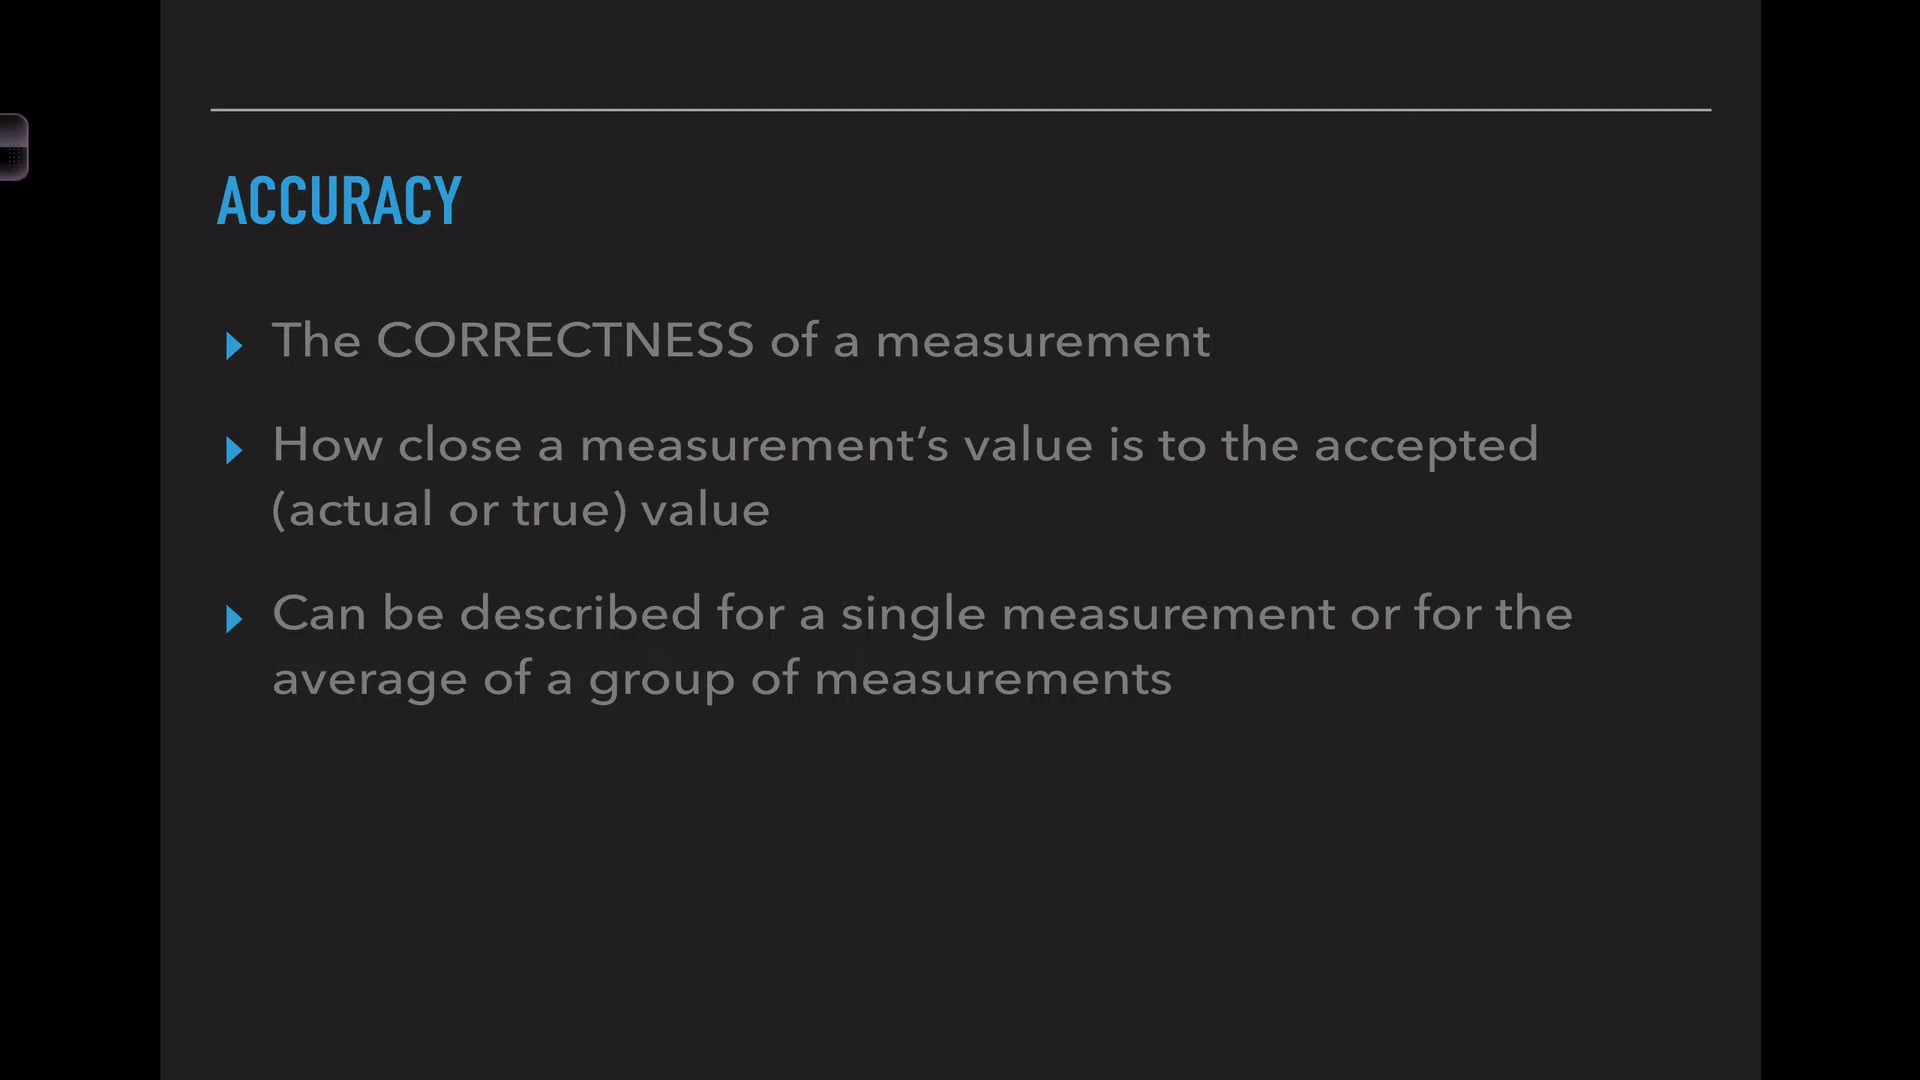 ACCURACY
The CORRECTNESS of a measurement
How close a measurement’s value is to the accepted
(actual or true) value
Can be described for a single measurement or for the
average of a group of measurements